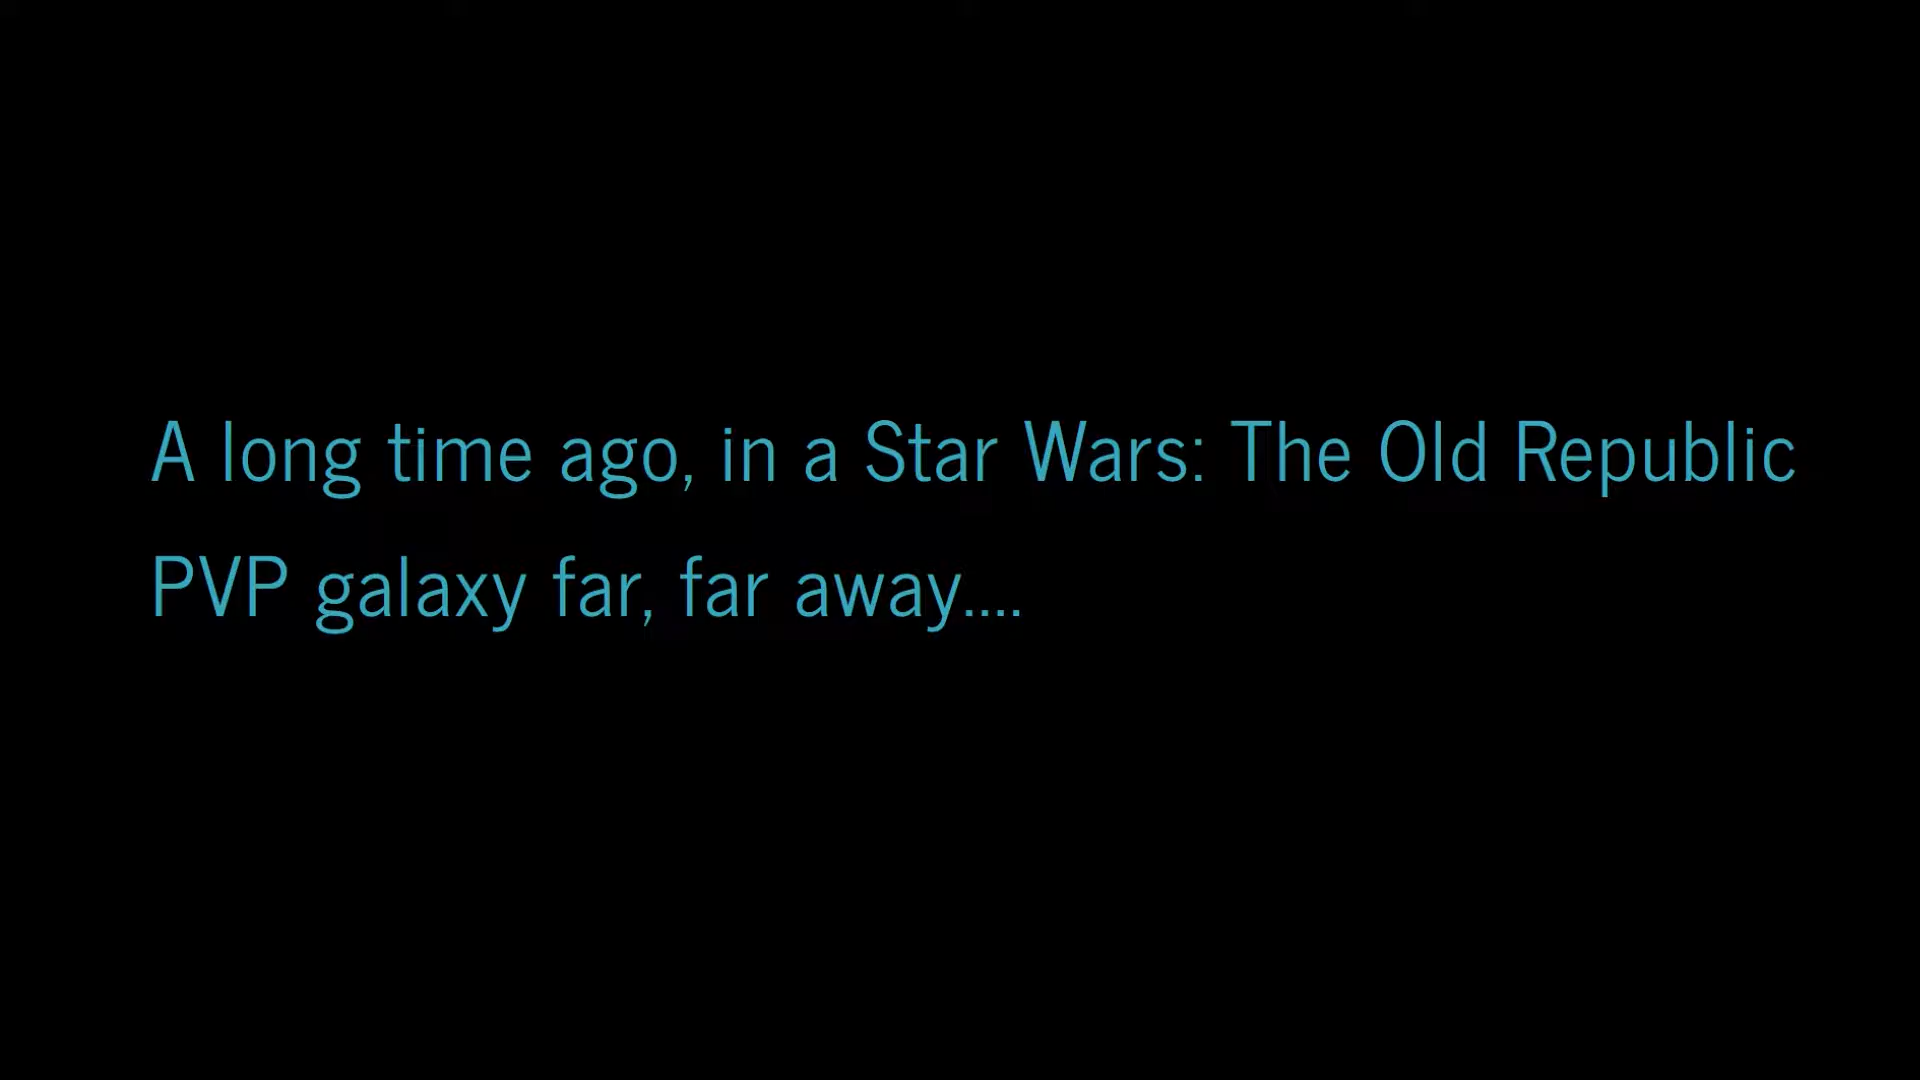 A long time ago, in a Star Wars: The Old Republic
PVP galaxy far, far away....